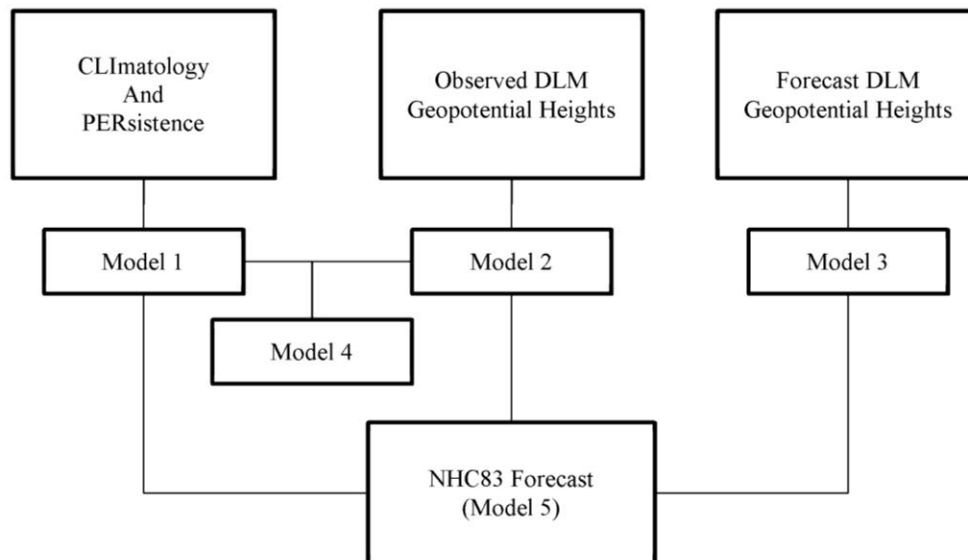 CLImatology
And
PERsistence
Observed DLM
Geopotential Heights
Forecast DLM
Geopotential Heights
Model 1
Model 2
Model 3
Model 4
NHC83 Forecast
(Model 5)